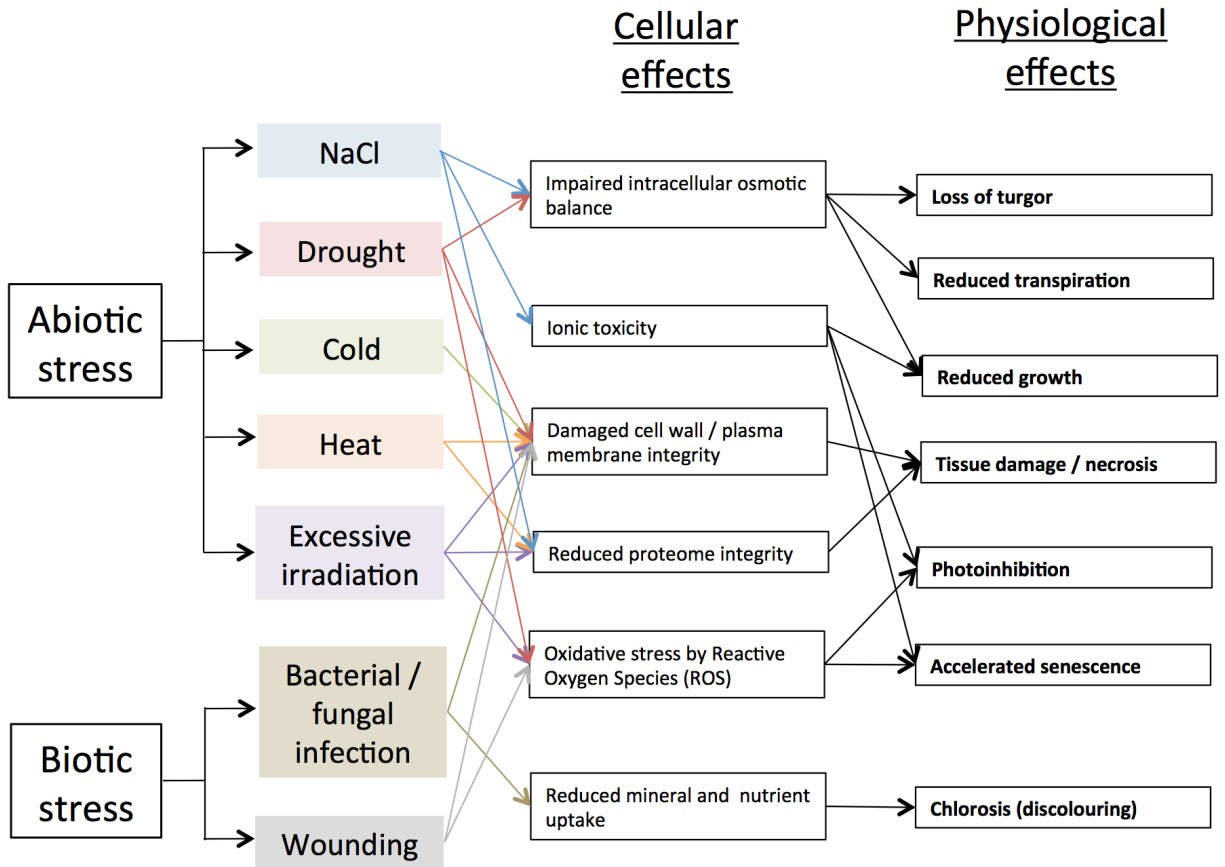 Cellular
effects
Physiological
effects
Abiotic
stress
Biotic
stress
NaCl
Drought
Cold
Heat
Excessive
irradiation
Bacterial /
fungal
infection
Wounding
Impaired intracellular osmotic
balance
Ionic toxicity
Damaged cell wall / plasma
membrane integrity
Reduced proteome integrity
Oxidative stress by Reactive
Oxygen Species (ROS)
Reduced mineral and nutrient
uptake
Loss of turgor
Reduced transpiration
Reduced growth
Tissue damage / necrosis
Photoinhibition
Accelerated senescence
Chlorosis (discolouring)